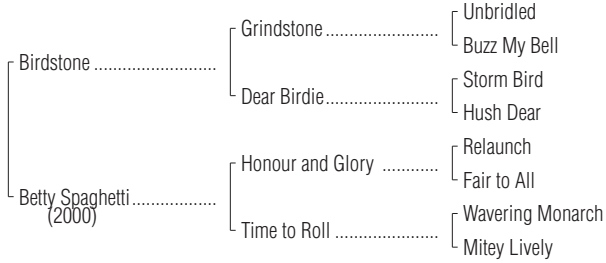 Unbridled
Grindstone ........................
Buzz My Bell
Birdstone ..........................
Storm Bird
Dear Birdie........................
Hush Dear
Relaunch
Honour and Glory ............
Fair to All
Betty Spaghetti..................
(2000)
Wavering Monarch
Time to Roll ......................
Mitey Lively